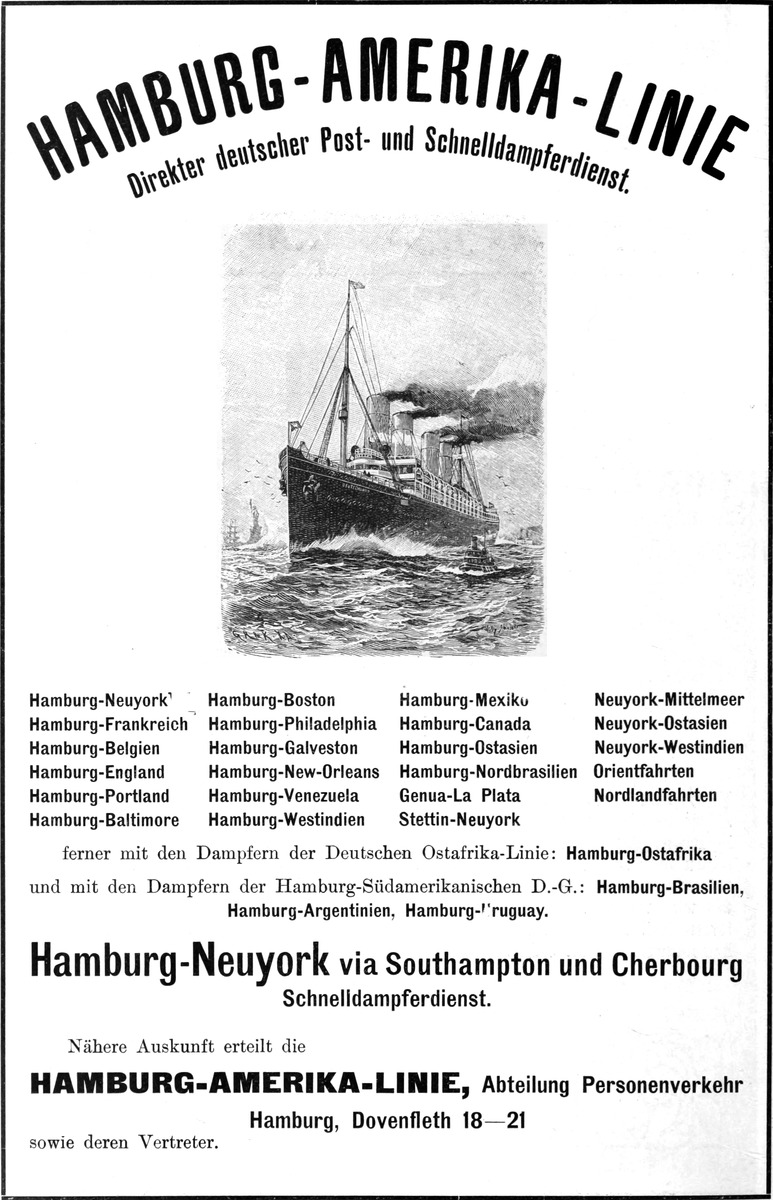 HAMBURG-AMERIKA-LINIE
Direkter deutscher Post- und Schnelldampferdienst.
Hamburg-Neuyork
Hamburg-Frankreich
Hamburg-Belgien
Hamburg-England
Hamburg-Portland
Hamburg-Baltimore
Hamburg-Boston
Hamburg-Philadelphia
Hamburg-Galveston
Hamburg-New-Orleans
Hamburg-Venezuela
Hamburg-Westindien
Hamburg-Mexiko
Hamburg-Canada
Hamburg-Ostasien
Hamburg-Nordbrasilien
Genua-La Plata
Stettin-Neuyork
Neuyork-Mittelmeer
Neuyork-Ostasien
Neuyork-Westindien
Orientfahrten
Nordlandfahrten
ferner mit den Dampfern der Deutschen Ostafrika-Linie: Hamburg-Ostafrika
und mit den Dampfern der Hamburg-Südamerikanischen D.-G.: Hamburg-Brasilien,
Hamburg-Argentinien, Hamburg-Uruguay.
Hamburg-Neuyork via Southampton und Cherbourg
Schnelldampferdienst.
Nähere Auskunft erteilt die
HAMBURG-AMERIKA-LINIE, Abteilung Personenverkehr
Hamburg, Dovenfleth 18—21
sowie deren Vertreter.